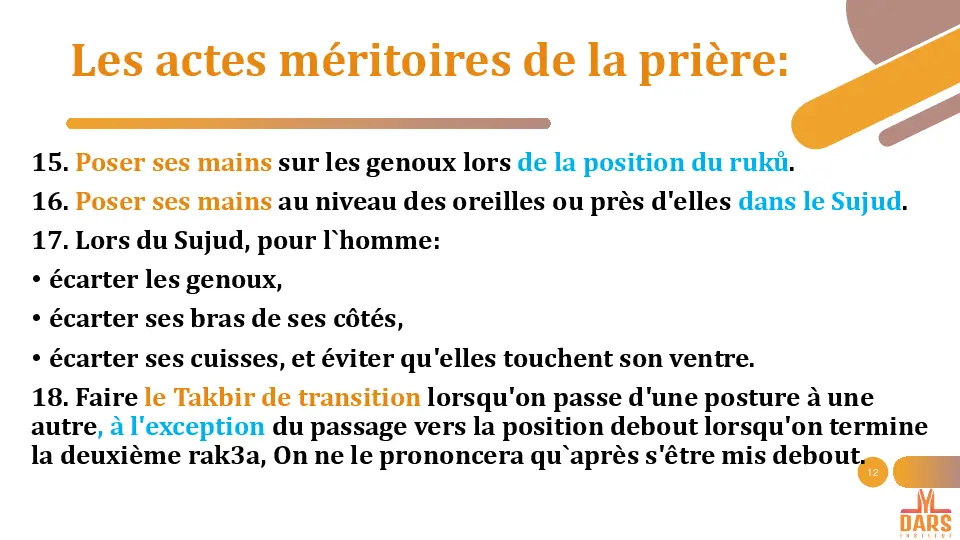 Les actes méritoires de la prière:
15. Poser ses mains sur les genoux lors de la position du ruků.
16. Poser ses mains au niveau des oreilles ou près d'elles dans le Sujud.
17. Lors du Sujud, pour l`homme:
• écarter les genoux,
• écarter ses bras de ses côtés,
• écarter ses cuisses, et éviter qu'elles touchent son ventre.
18. Faire le Takbir de transition lorsqu'on passe d'une posture à une
autre, à l'exception du passage vers la position debout lorsqu'on termine
la deuxième rak3a, On ne le prononcera qu`après s'être mis debout.
12
DARS
INSTITUT